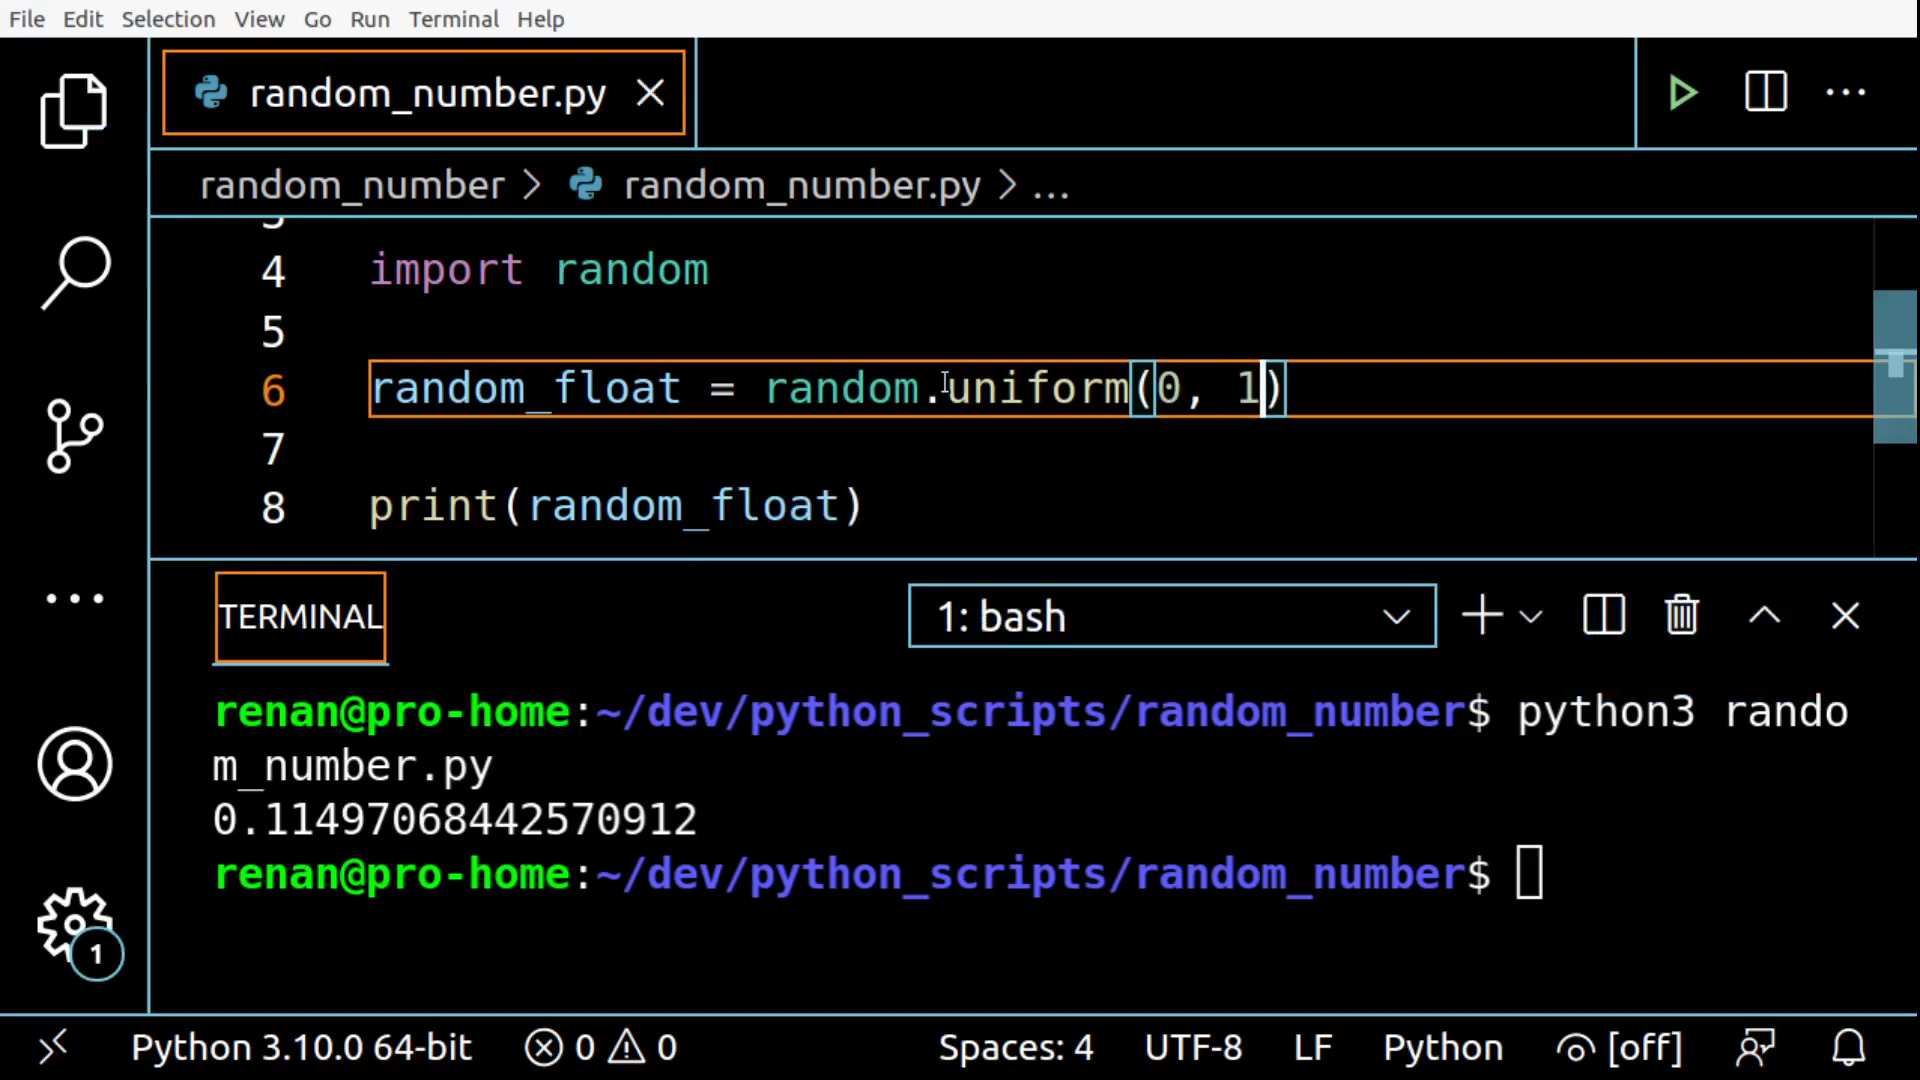 File Edit Selection View Go Run Terminal Help
random_number.py
random_number > random_number.py > ...
4 import random
5
6 random_float = random.uniform(0, 1)
7
8 print(random_float)
TERMINAL 1: bash
renan@pro-home:~/dev/python_scripts/random_number$ python3 rando
m_number.py
0.11497068442570912
renan@pro-home:~/dev/python_scripts/random_number$
1
Python 3.10.0 64-bit 0 0 Spaces: 4 UTF-8 LF Python [off]